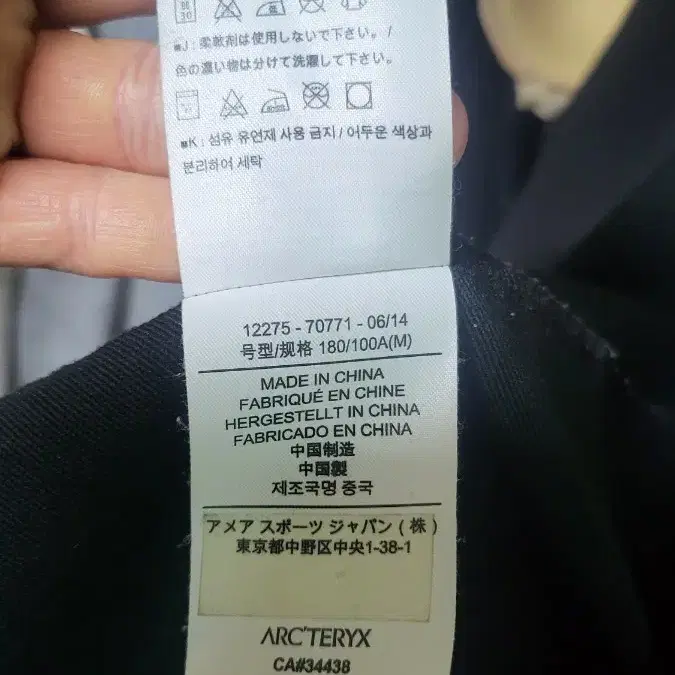 ■J : 柔軟剤は使用しないで下さい。 /
色の濃い物は分けて洗濯して下さい。
■K : 섬유 유연제 사용 금지 / 어두운 색상과
분리하여 세탁
12275 - 70771 - 06/14
号型/规格 180/100A(M)
MADE IN CHINA
FABRIQUÉ EN CHINE
HERGESTELLT IN CHINA
FABRICADO EN CHINA
中国制造
中国製
제조국명 중국
アメア スポーツ ジャパン ( 株 )
東京都中野区中央1-38-1
ARC'TERYX
CA#34438